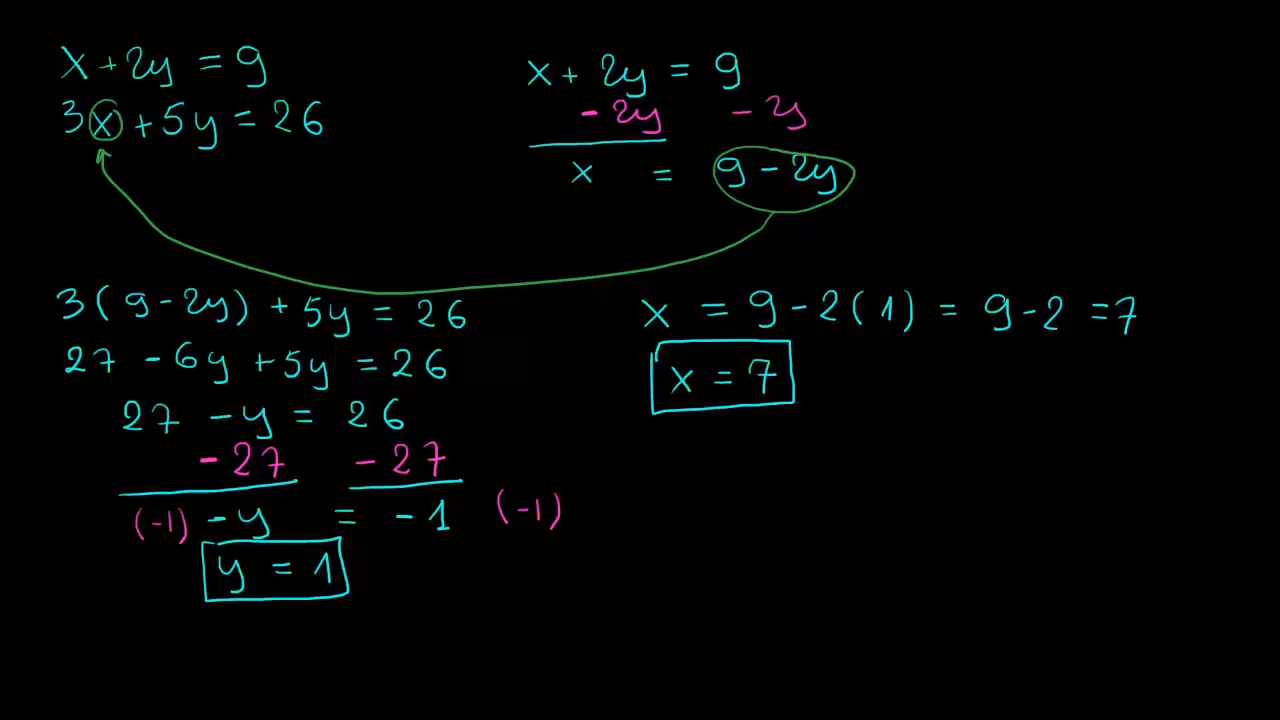 x + 2y = 9
3x + 5y = 26
x + 2y = 9
- 2y - 2y
x = 9 - 2y
3 ( 9 - 2y ) + 5y = 26
27 - 6y + 5y = 26
27 - y = 26
- 27 - 27
(-1) - y = - 1 (-1)
y = 1
x = 9 - 2 ( 1 ) = 9 - 2 = 7
x = 7